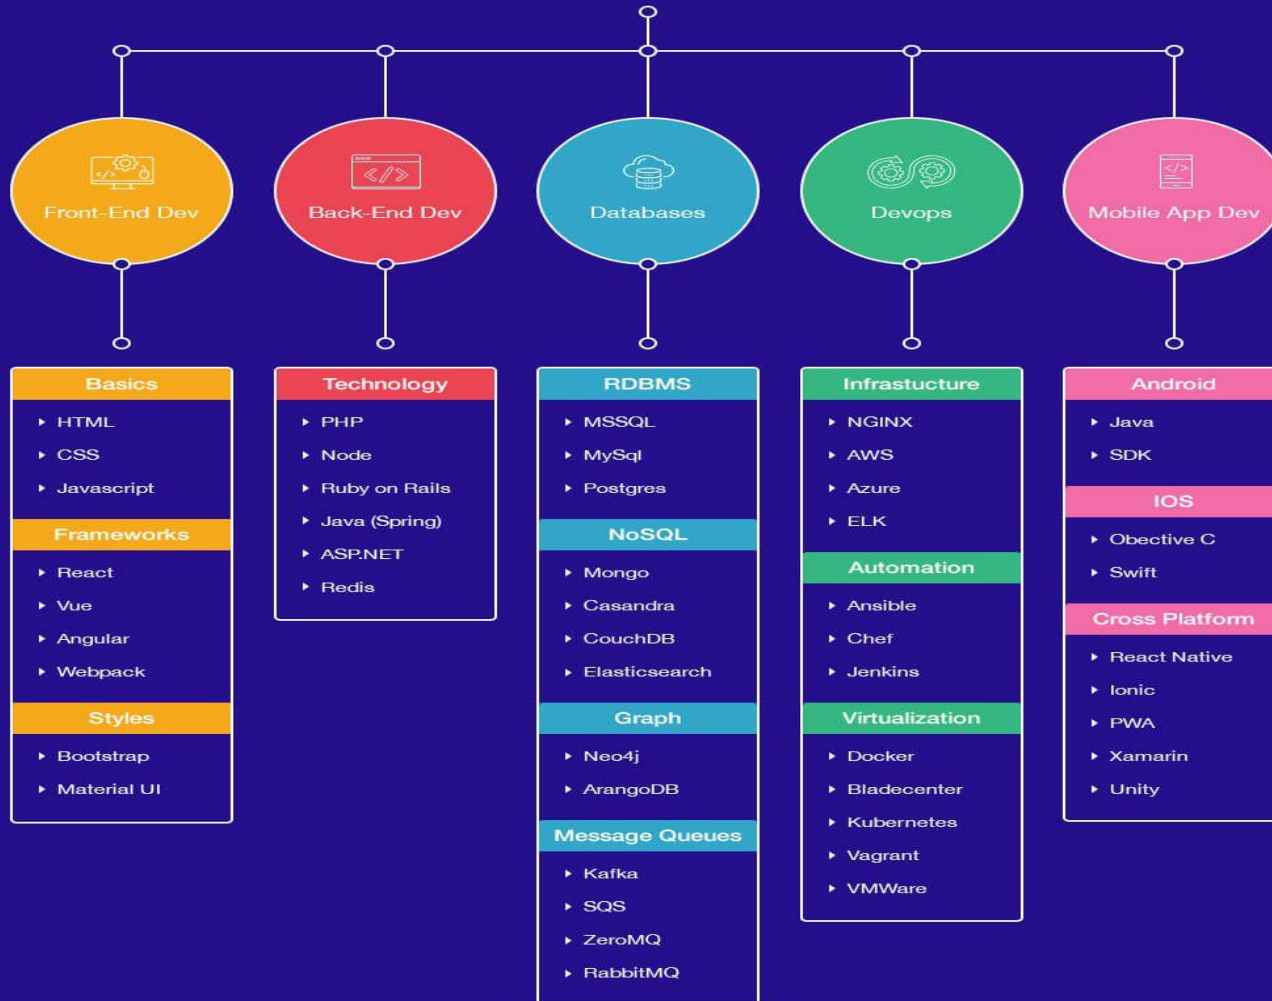 Front-End Dev
Back-End Dev
Databases
Devops
Mobile App Dev
Basics
HTML
CSS
Javascript
Frameworks
React
Vue
Angular
Webpack
Styles
Bootstrap
Material UI
Technology
PHP
Node
Ruby on Rails
Java (Spring)
ASP.NET
Redis
RDBMS
MSSQL
MySql
Postgres
NoSQL
Mongo
Casandra
CouchDB
Elasticsearch
Graph
Neo4j
ArangoDB
Message Queues
Kafka
SQS
ZeroMQ
RabbitMQ
Infrastucture
NGINX
AWS
Azure
ELK
Automation
Ansible
Chef
Jenkins
Virtualization
Docker
Bladecenter
Kubernetes
Vagrant
VMWare
Android
Java
SDK
IOS
Obective C
Swift
Cross Platform
React Native
Ionic
PWA
Xamarin
Unity